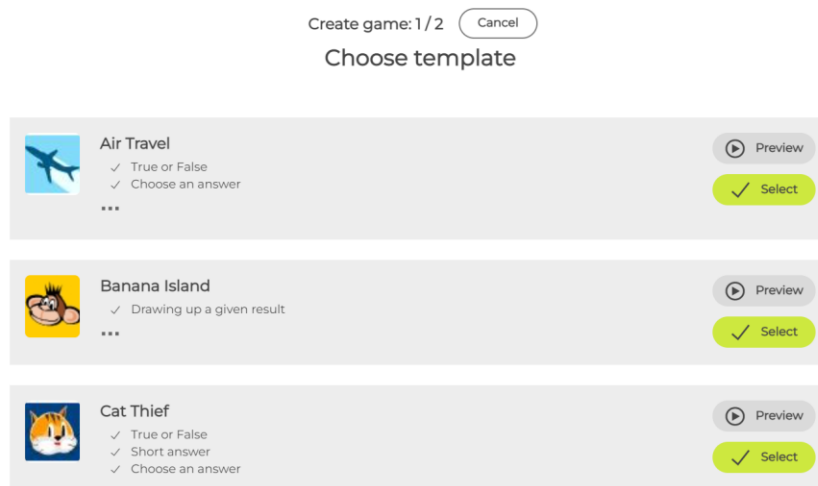 Create game: 1 / 2 Cancel
Choose template
Air Travel
✓ True or False
✓ Choose an answer
...
Preview
Select
Banana Island
✓ Drawing up a given result
...
Preview
Select
Cat Thief
✓ True or False
✓ Short answer
✓ Choose an answer
Preview
Select